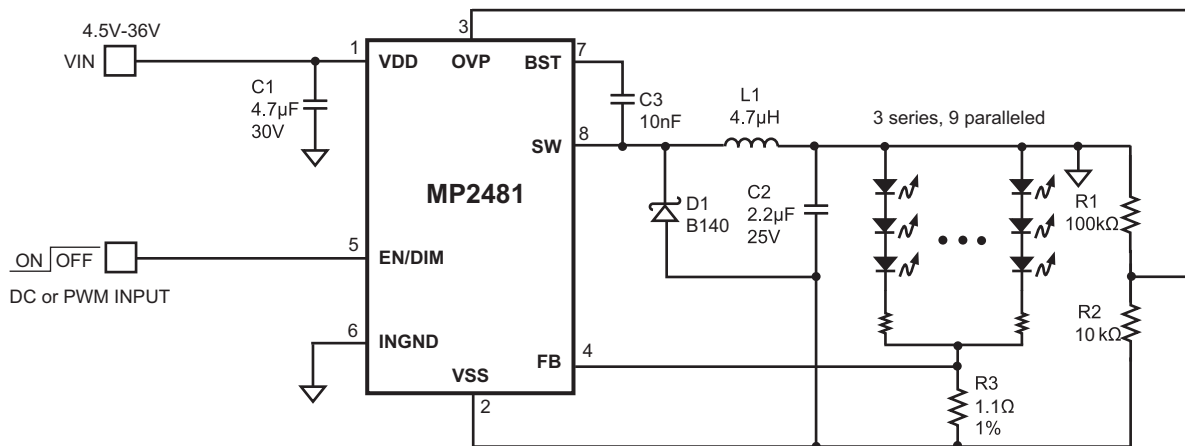 4.5V-36V
VIN
C1
4.7µF
30V
1
VDD
3
OVP
BST
7
C3
10nF
SW
8
L1
4.7µH
3 series, 9 paralleled
MP2481
D1
B140
C2
2.2µF
25V
R1
100kΩ
R2
10 kΩ
ON OFF
DC or PWM INPUT
5
EN/DIM
6
INGND
FB
4
VSS
2
R3
1.1Ω
1%